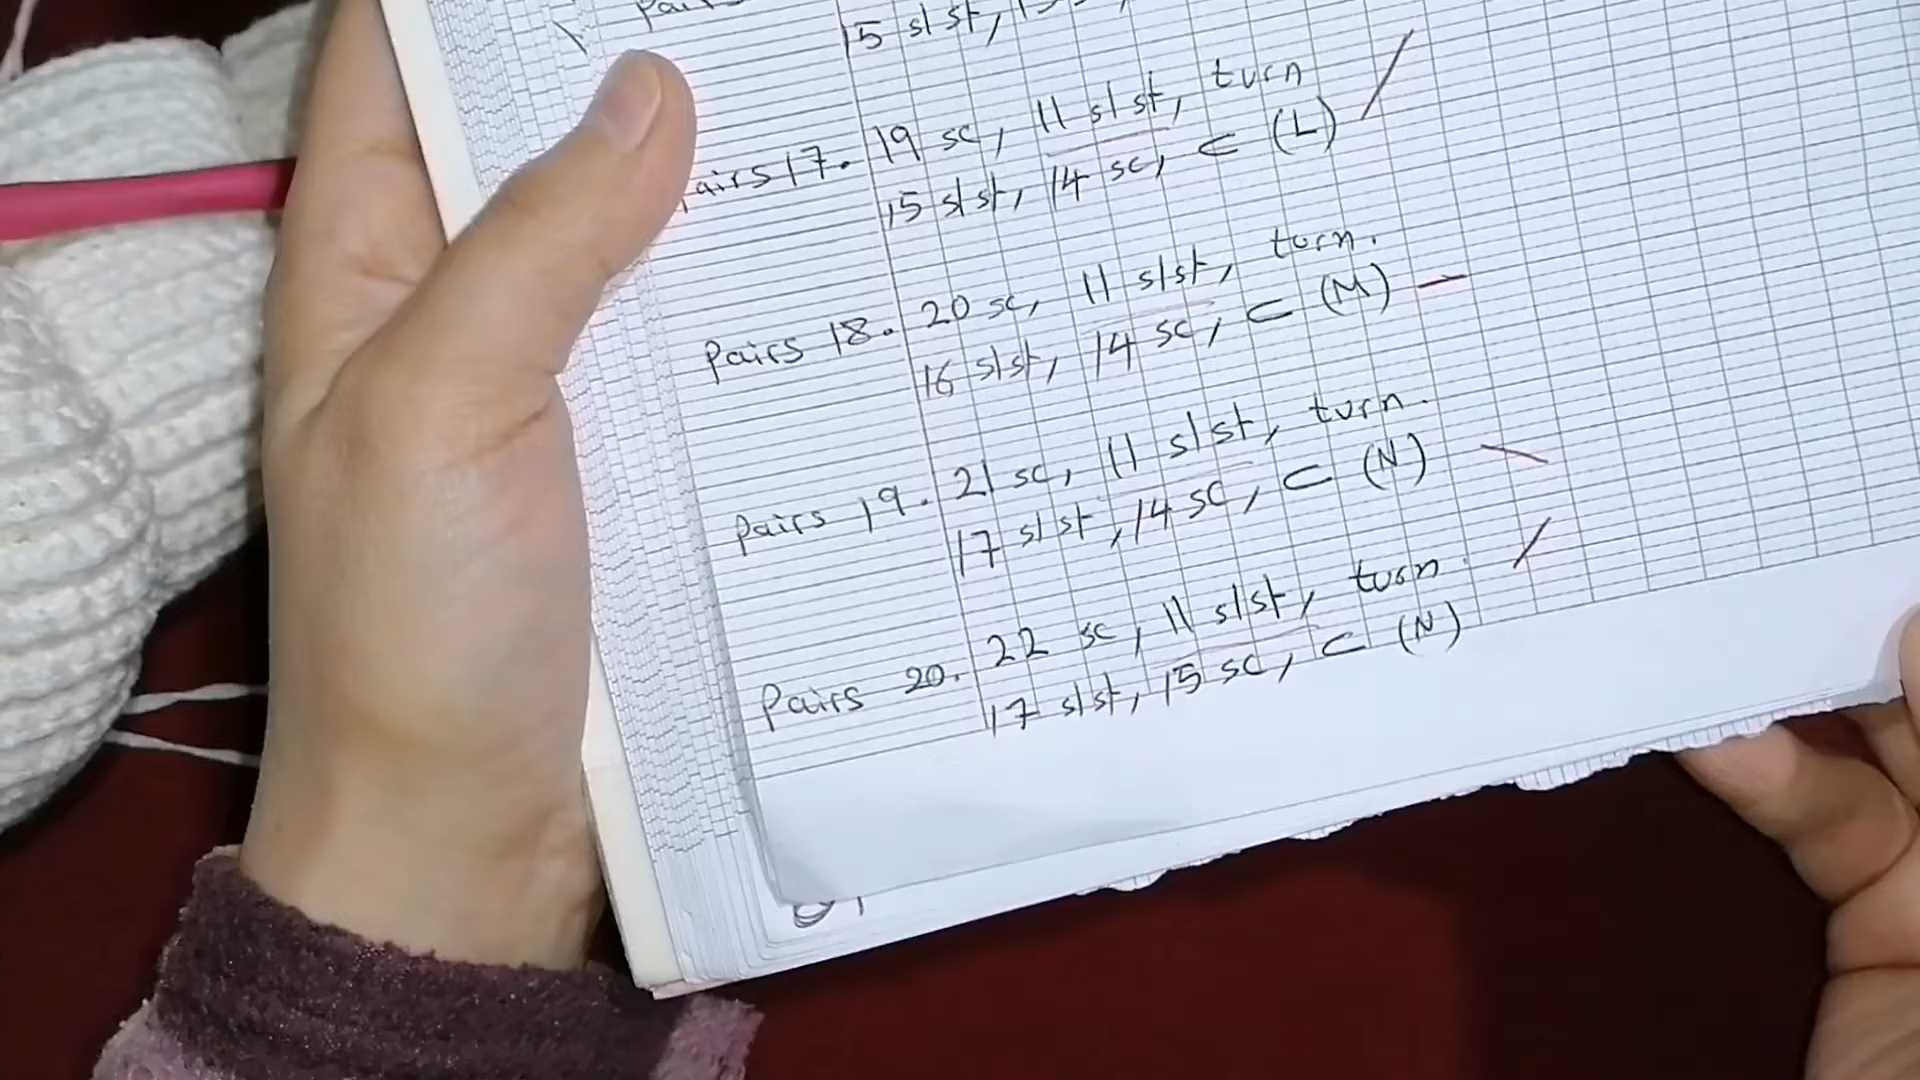 15 slst,
Pairs 17. 19 sc, 11 slst, turn
15 slst, 14 sc, ⊂ (L)
Pairs 18. 20 sc, 11 slst, turn.
16 slst, 14 sc, ⊂ (M)
Pairs 19. 21 sc, 11 slst, turn.
17 slst, 14 sc, ⊂ (N)
Pairs 20. 22 sc, 11 slst, turn.
17 slst, 15 sc, ⊂ (N)